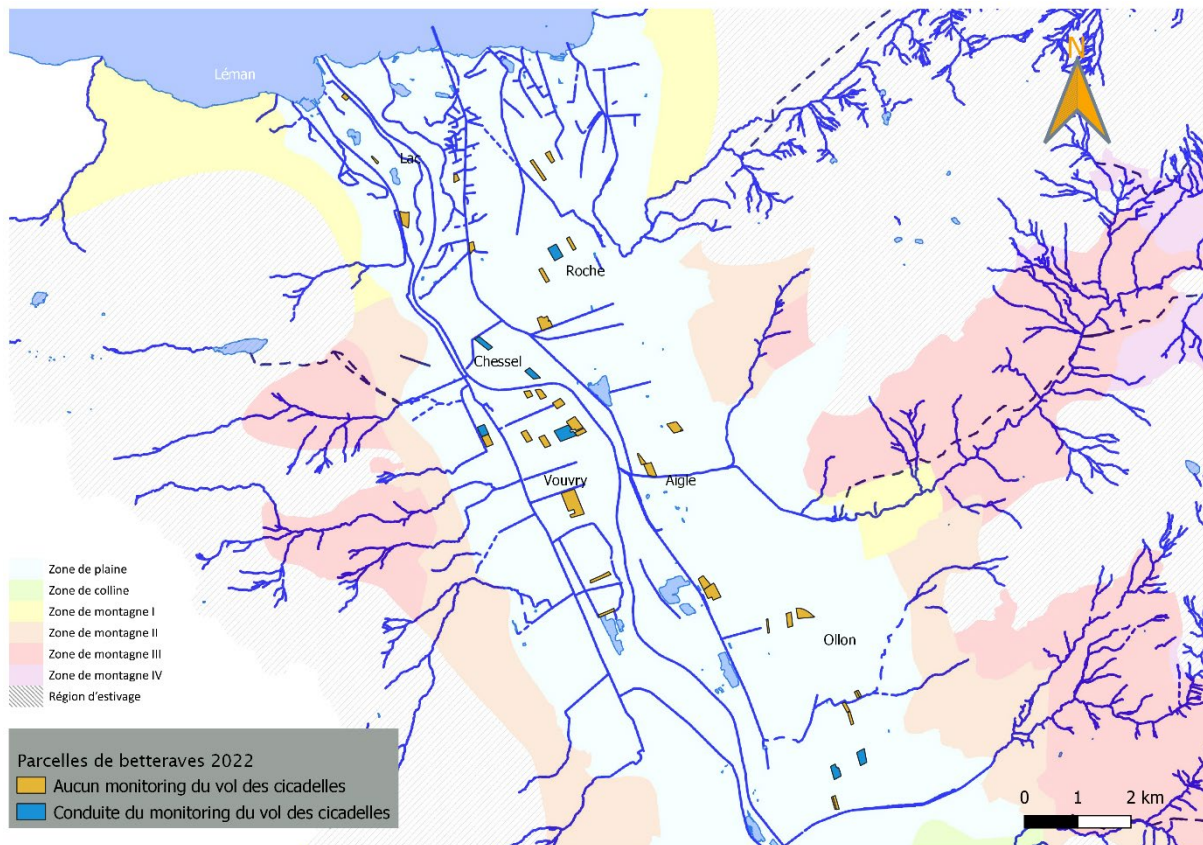 N
Léman
Lac
Roche
Chessel
Vouvry
Aigle
Ollon
Zone de plaine
Zone de colline
Zone de montagne I
Zone de montagne II
Zone de montagne III
Zone de montagne IV
Région d'estivage
Parcelles de betteraves 2022
Aucun monitoring du vol des cicadelles
Conduite du monitoring du vol des cicadelles
0 1 2 km